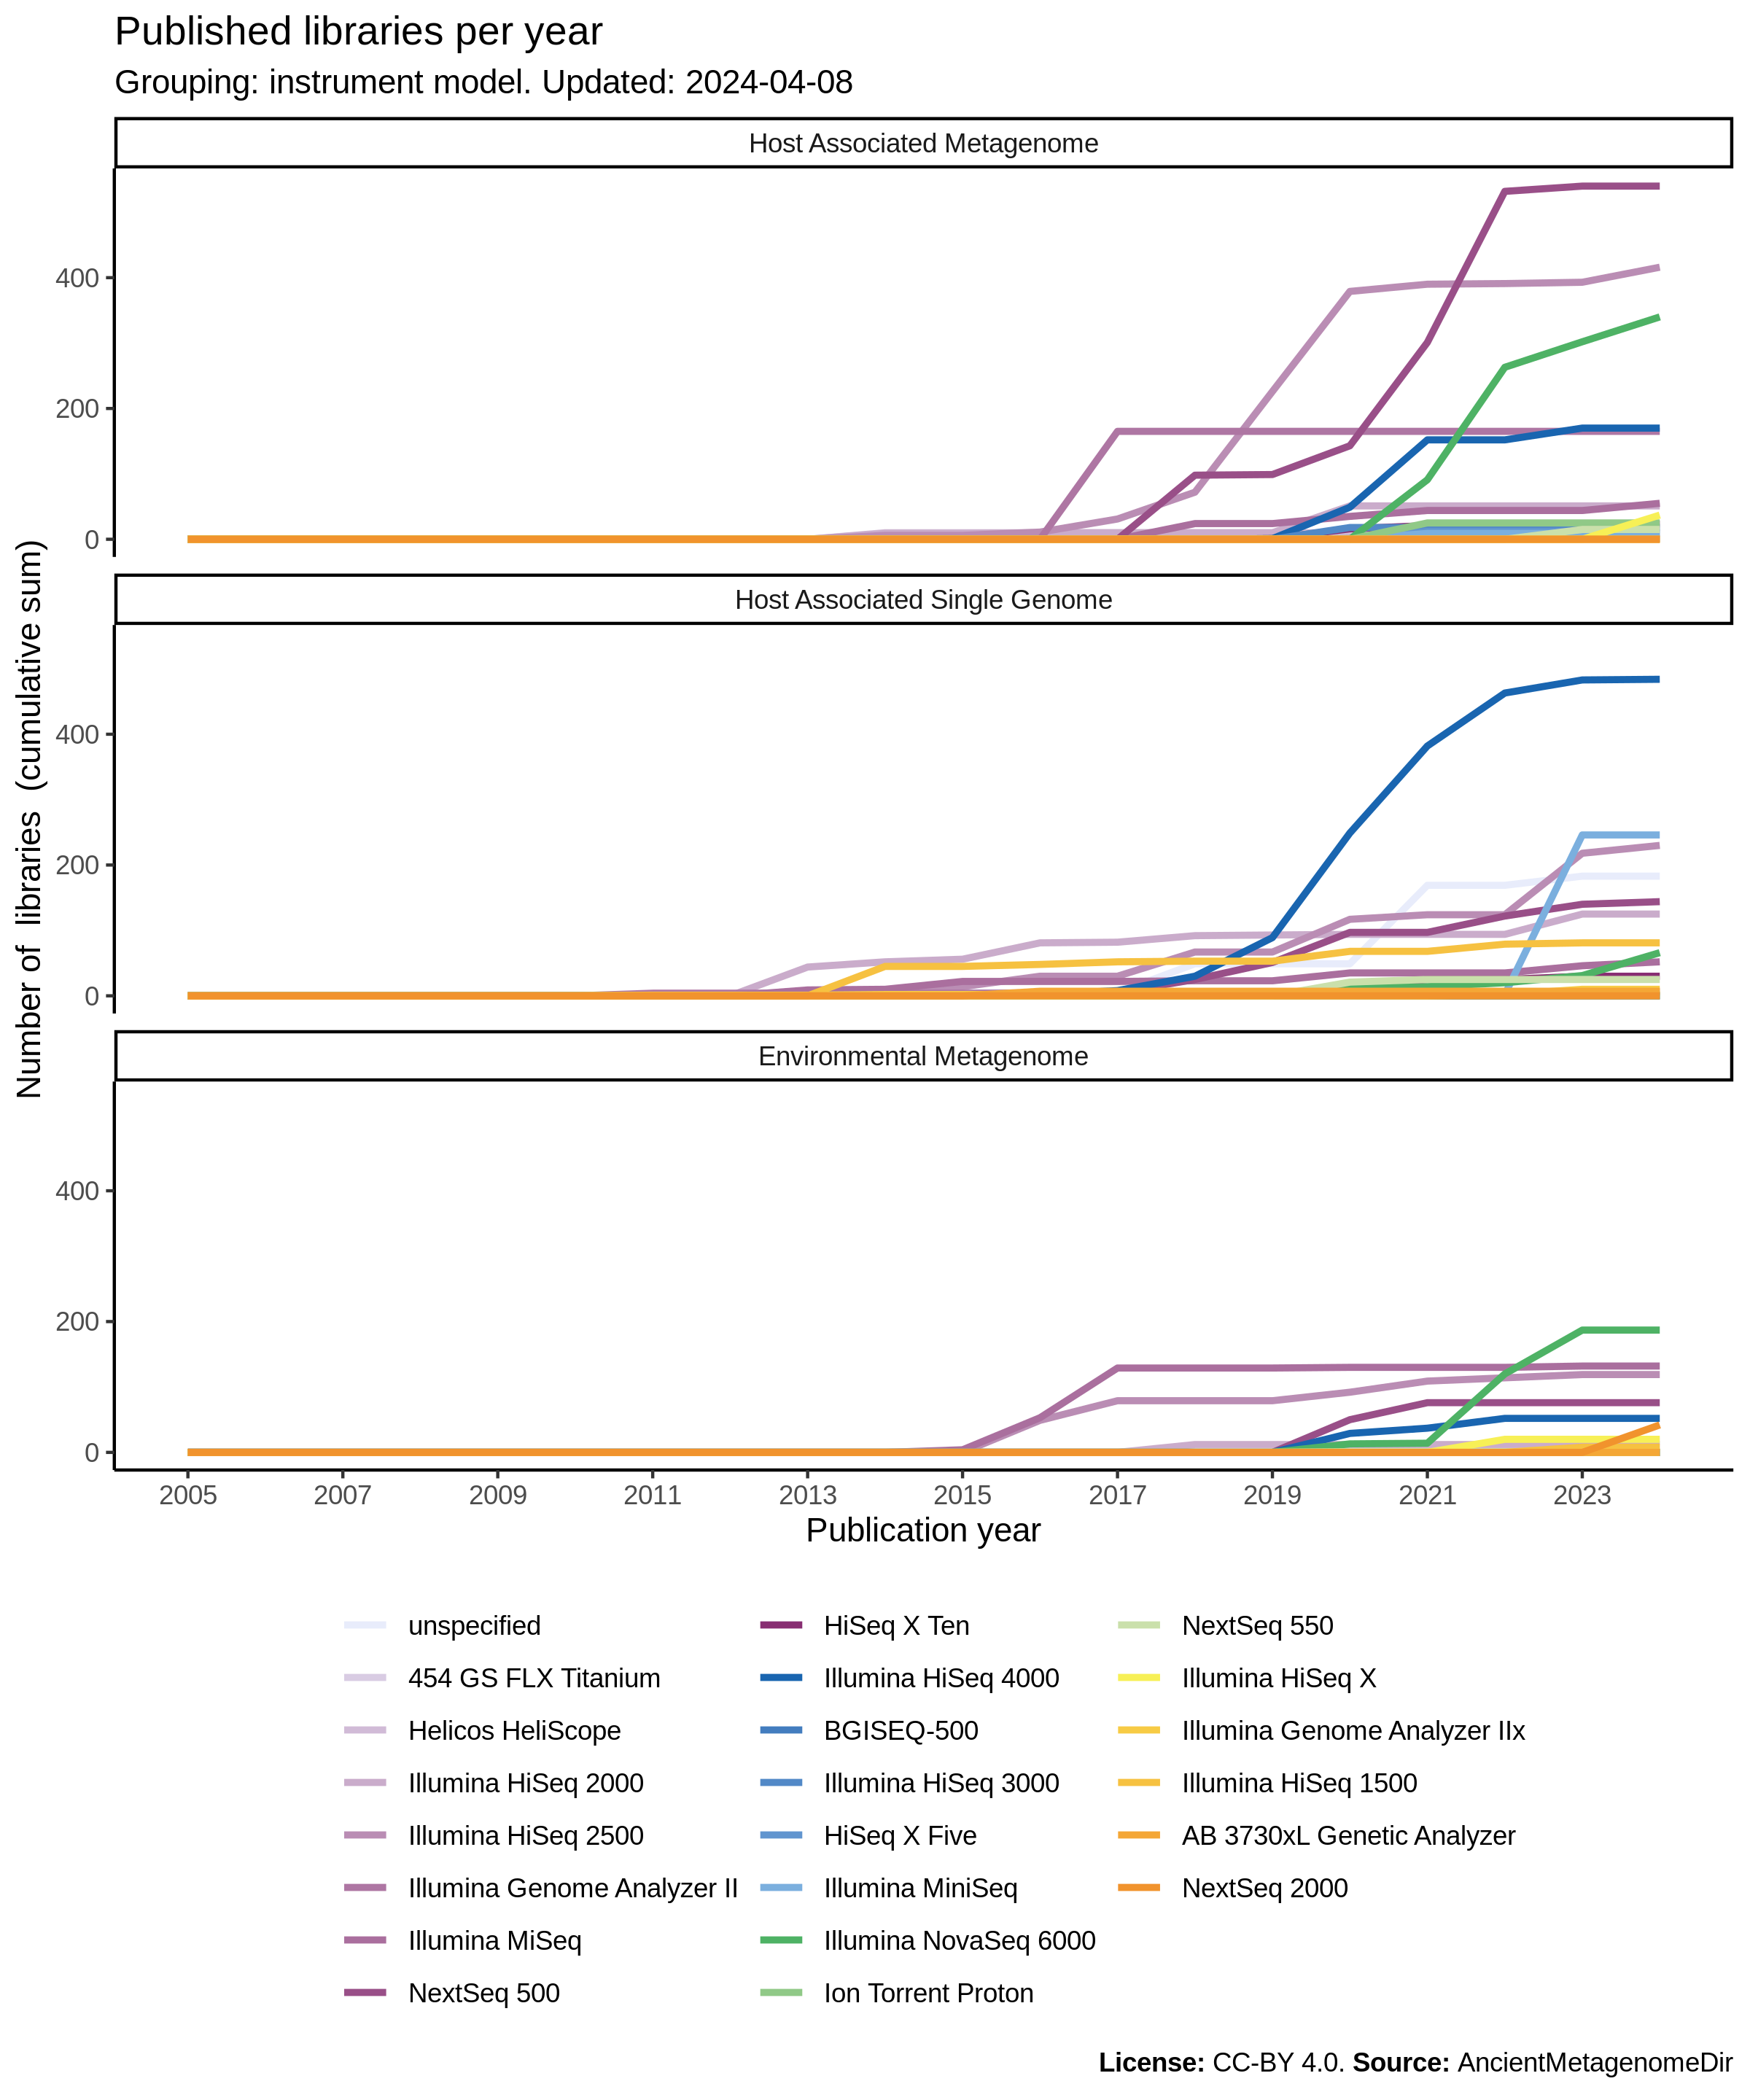 Published libraries per year
Grouping: instrument model. Updated: 2024-04-08
Number of  libraries  (cumulative sum)
Host Associated Metagenome
400
200
0
Host Associated Single Genome
400
200
0
Environmental Metagenome
400
200
0
2005 2007 2009 2011 2013 2015 2017 2019 2021 2023
Publication year
unspecified
454 GS FLX Titanium
Helicos HeliScope
Illumina HiSeq 2000
Illumina HiSeq 2500
Illumina Genome Analyzer II
Illumina MiSeq
NextSeq 500
HiSeq X Ten
Illumina HiSeq 4000
BGISEQ-500
Illumina HiSeq 3000
HiSeq X Five
Illumina MiniSeq
Illumina NovaSeq 6000
Ion Torrent Proton
NextSeq 550
Illumina HiSeq X
Illumina Genome Analyzer IIx
Illumina HiSeq 1500
AB 3730xL Genetic Analyzer
NextSeq 2000
License: CC-BY 4.0. Source: AncientMetagenomeDir